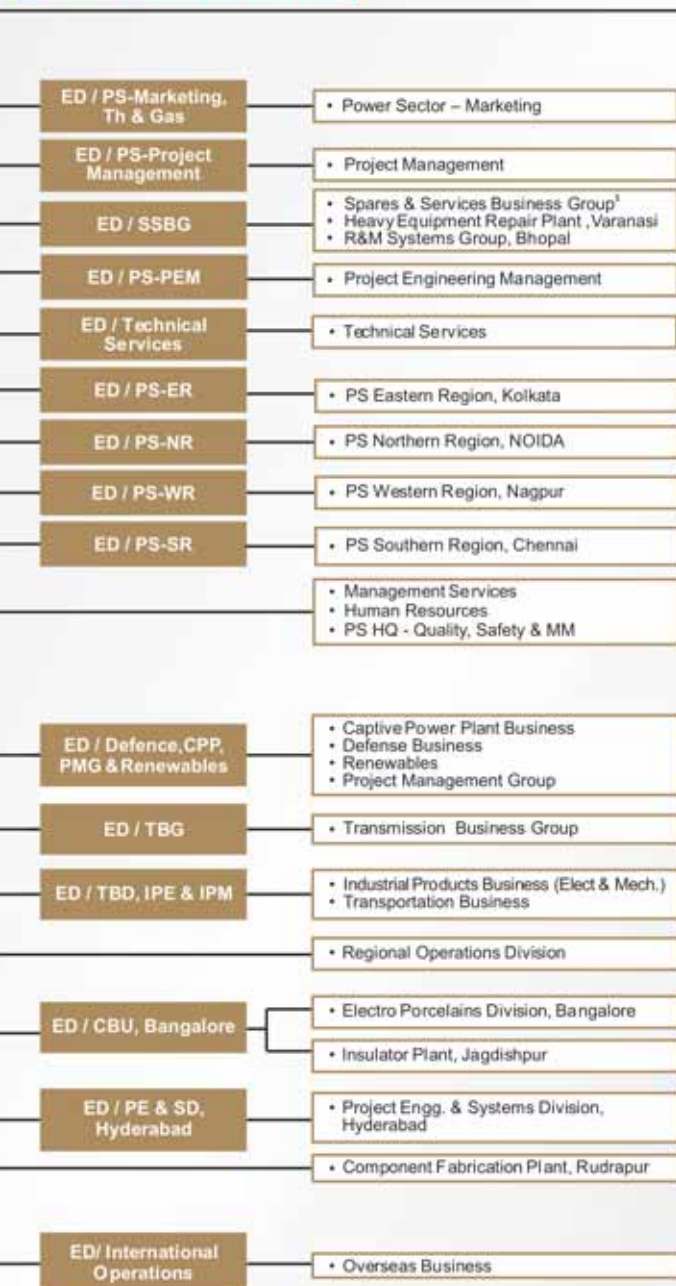 ED / PS-Marketing,
Th & Gas
• Power Sector – Marketing
ED / PS-Project
Management
• Project Management
ED / SSBG
• Spares & Services Business Group$
• Heavy Equipment Repair Plant ,Varanasi
• R&M Systems Group, Bhopal
ED / PS-PEM
• Project Engineering Management
ED / Technical
Services
• Technical Services
ED / PS-ER
• PS Eastern Region, Kolkata
ED / PS-NR
• PS Northern Region, NOIDA
ED / PS-WR
• PS Western Region, Nagpur
ED / PS-SR
• PS Southern Region, Chennai
• Management Services
• Human Resources
• PS HQ - Quality, Safety & MM
ED / Defence,CPP,
PMG & Renewables
• Captive Power Plant Business
• Defense Business
• Renewables
• Project Management Group
ED / TBG
• Transmission Business Group
ED / TBD, IPE & IPM
• Industrial Products Business (Elect & Mech.)
• Transportation Business
• Regional Operations Division
ED / CBU, Bangalore
• Electro Porcelains Division, Bangalore
• Insulator Plant, Jagdishpur
ED / PE & SD,
Hyderabad
• Project Engg. & Systems Division,
Hyderabad
• Component Fabrication Plant, Rudrapur
ED/ International
Operations
• Overseas Business